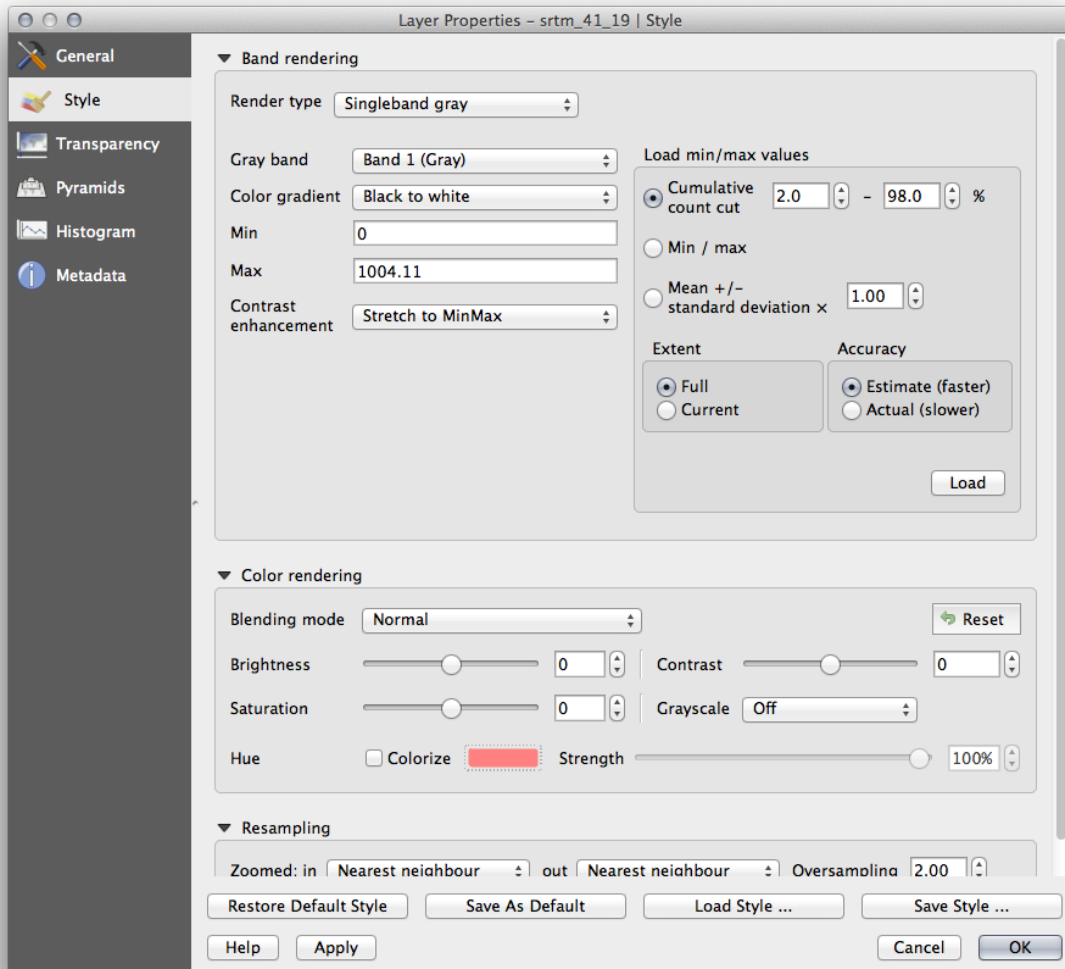 Layer Properties – srtm_41_19 | Style
General
Style
Transparency
Pyramids
Histogram
Metadata
Band rendering
Render type Singleband gray
Gray band Band 1 (Gray)
Color gradient Black to white
Min 0
Max 1004.11
Contrast
enhancement Stretch to MinMax
Load min/max values
Cumulative
count cut 2.0 – 98.0 %
Min / max
Mean +/–
standard deviation × 1.00
Extent
Full
Current
Accuracy
Estimate (faster)
Actual (slower)
Load
Color rendering
Blending mode Normal Reset
Brightness 0 Contrast 0
Saturation 0 Grayscale Off
Hue Colorize Strength 100%
Resampling
Zoomed: in Nearest neighbour out Nearest neighbour Oversampling 2.00
Restore Default Style Save As Default Load Style ... Save Style ...
Help Apply Cancel OK